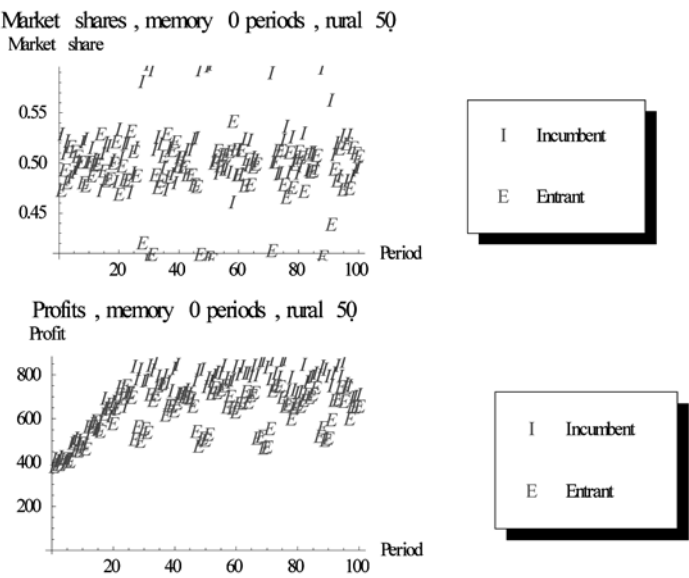 Market shares , memory 0 periods , rural 50.
Market share
0.55
0.50
0.45
20 40 60 80 100
Period
I Incumbent
E Entrant
Profits , memory 0 periods , rural 50.
Profit
800
600
400
200
20 40 60 80 100
Period
I Incumbent
E Entrant